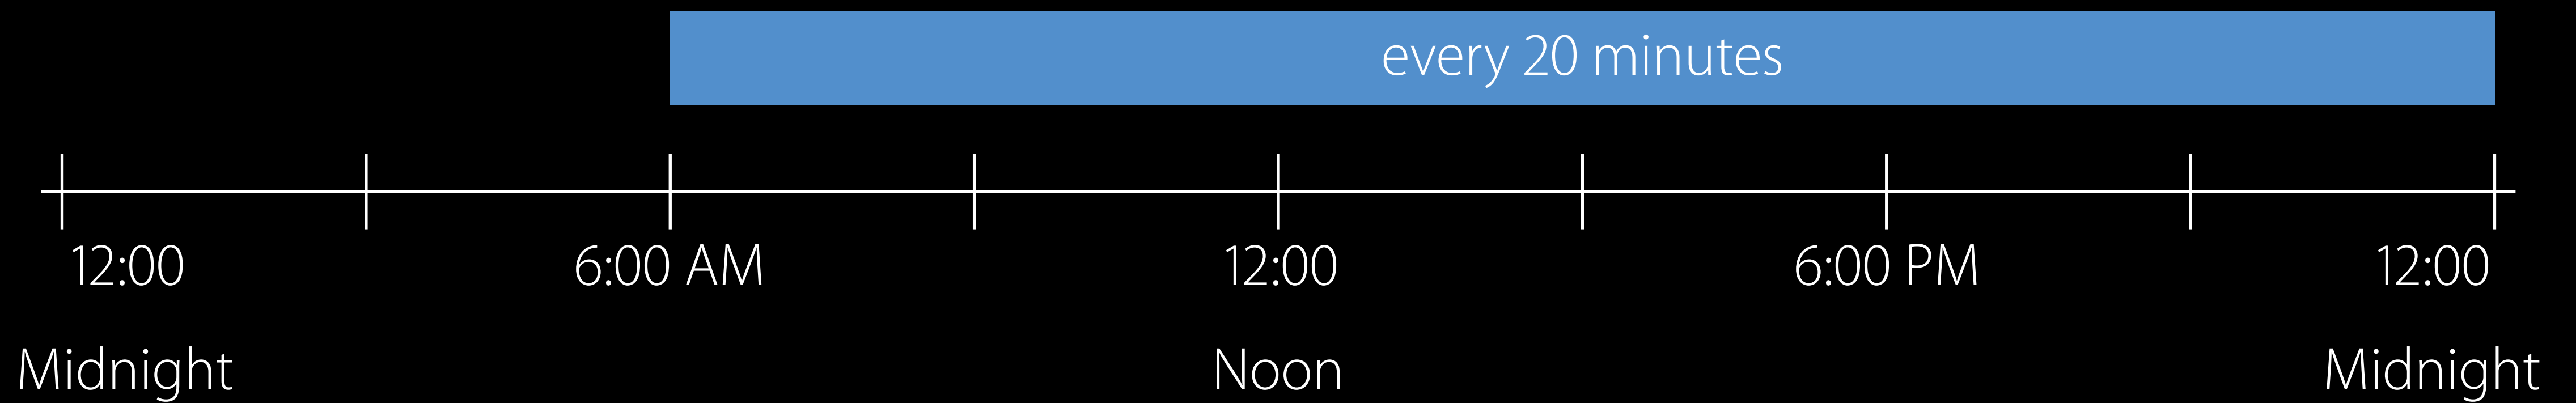 every 20 minutes
12:00 6:00 AM 12:00 6:00 PM 12:00
Midnight Noon Midnight